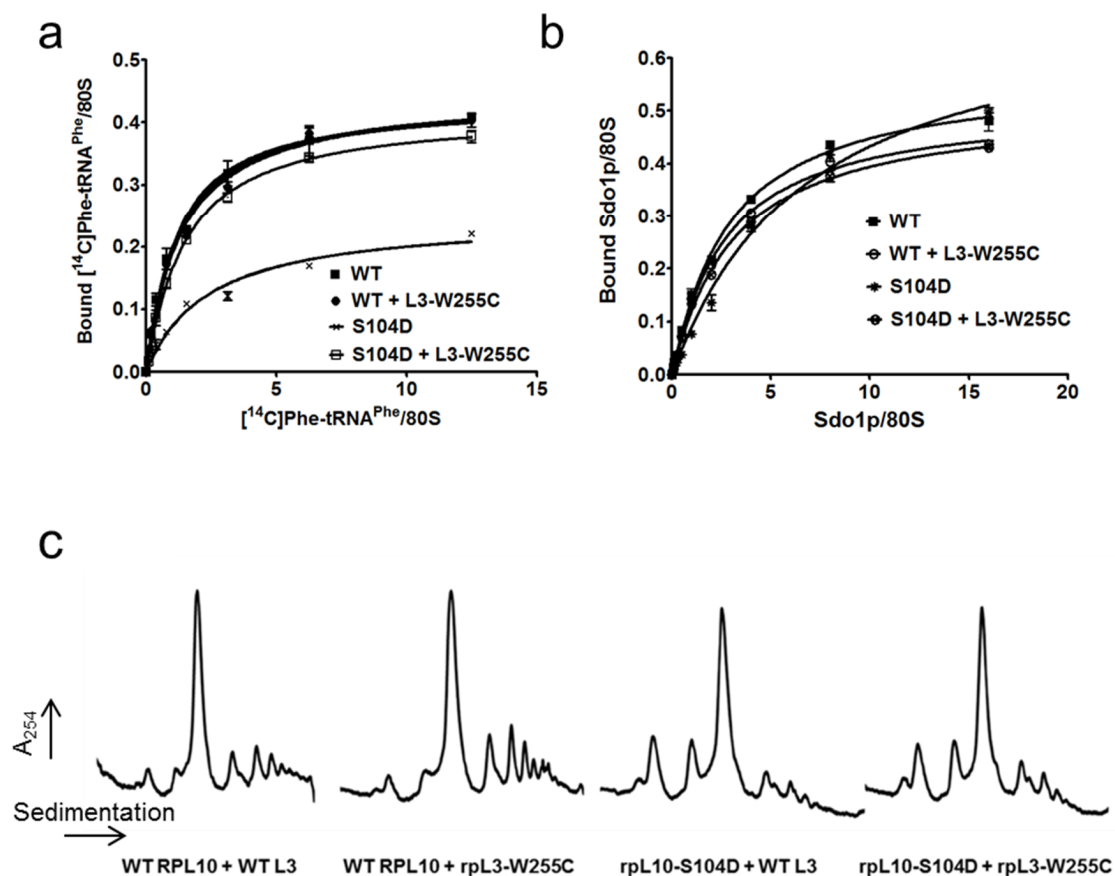 a
0.5
0.4
0.3
0.2
0.1
0.0
0
5
10
15
Bound [¹⁴C]Phe-tRNAᴾʰᵉ/80S
[¹⁴C]Phe-tRNAᴾʰᵉ/80S
WT
WT + L3-W255C
S104D
S104D + L3-W255C
b
0.6
0.5
0.4
0.3
0.2
0.1
0.0
0
5
10
15
20
Bound Sdo1p/80S
Sdo1p/80S
WT
WT + L3-W255C
S104D
S104D + L3-W255C
c
A₂₅₄
Sedimentation
WT RPL10 + WT L3
WT RPL10 + rpL3-W255C
rpL10-S104D + WT L3
rpL10-S104D + rpL3-W255C